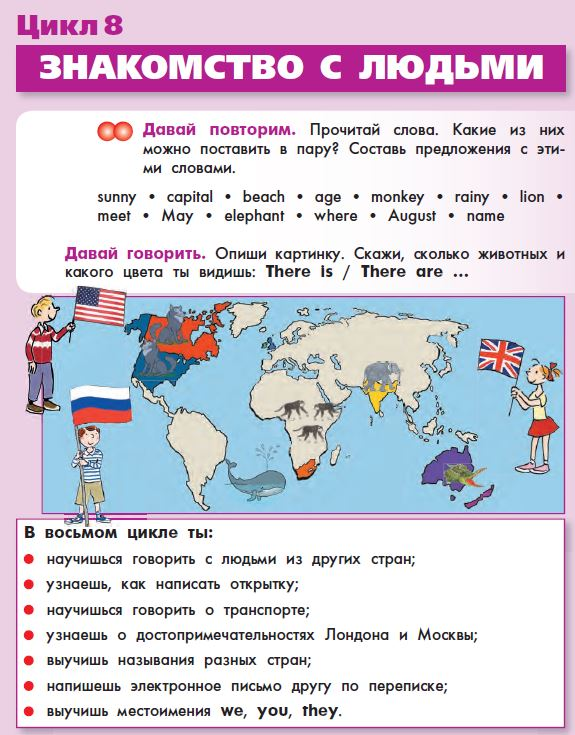 Цикл 8
ЗНАКОМСТВО С ЛЮДЬМИ
Давай повторим. Прочитай слова. Какие из них
можно поставить в пару? Составь предложения с эти-
ми словами.
sunny • capital • beach • age • monkey • rainy • lion •
meet • May • elephant • where • August • name
Давай говорить. Опиши картинку. Скажи, сколько животных и
какого цвета ты видишь: There is / There are ...
В восьмом цикле ты:
• научишься говорить с людьми из других стран;
• узнаешь, как написать открытку;
• научишься говорить о транспорте;
• узнаешь о достопримечательностях Лондона и Москвы;
• выучишь называния разных стран;
• напишешь электронное письмо другу по переписке;
• выучишь местоимения we, you, they.